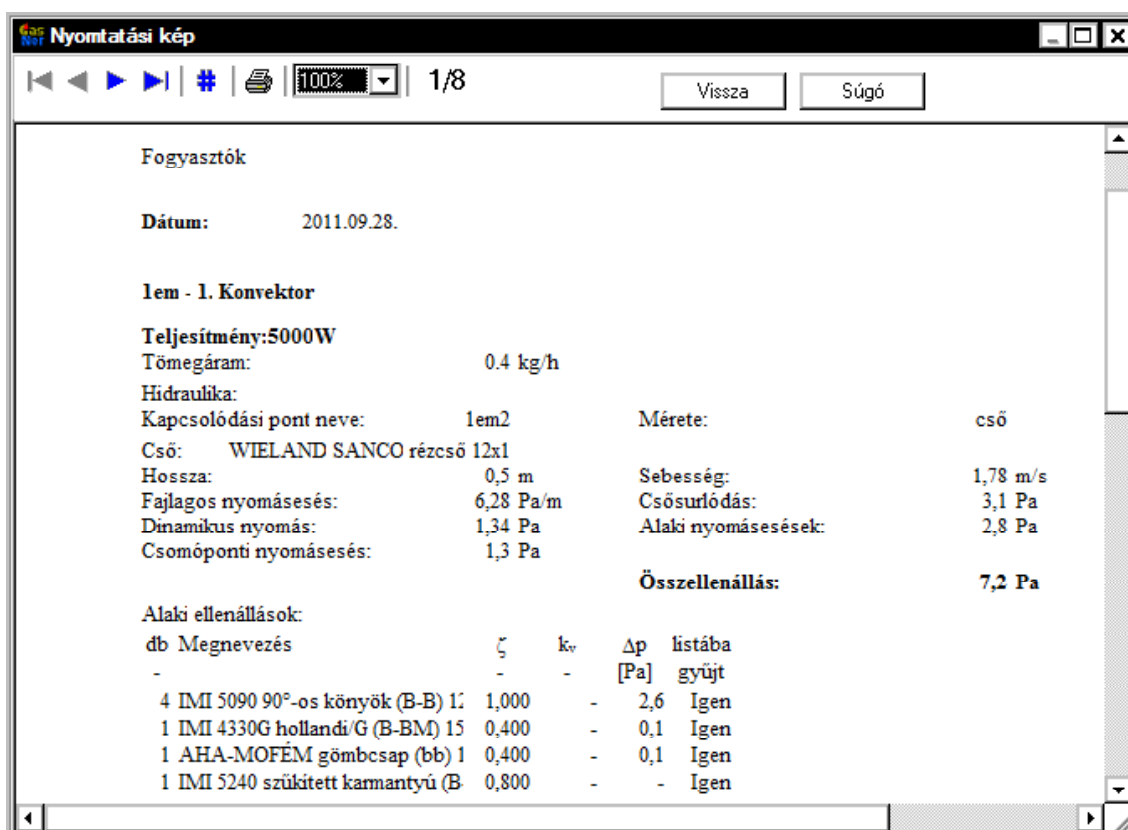 Gas Net Nyomtatási kép
# 100% 1/8 Vissza Súgó
Fogyasztók
Dátum: 2011.09.28.
1em - 1. Konvektor
Teljesítmény:5000W
Tömegáram: 0.4 kg/h
Hidraulika:
Kapcsolódási pont neve: 1em2 Mérete: cső
Cső: WIELAND SANCO rézcső 12x1
Hossza: 0,5 m Sebesség: 1,78 m/s
Fajlagos nyomásesés: 6,28 Pa/m Csősurlódás: 3,1 Pa
Dinamikus nyomás: 1,34 Pa Alaki nyomásesések: 2,8 Pa
Csomóponti nyomásesés: 1,3 Pa
Összellenállás: 7,2 Pa
Alaki ellenállások:
db Megnevezés ζ kv Δp listába
- - - [Pa] gyűjt
4 IMI 5090 90°-os könyök (B-B) 12 1,000 - 2,6 Igen
1 IMI 4330G hollandi/G (B-BM) 15 0,400 - 0,1 Igen
1 AHA-MOFÉM gömbcsap (bb) 1 0,400 - 0,1 Igen
1 IMI 5240 szűkített karmantyú (B- 0,800 - - Igen